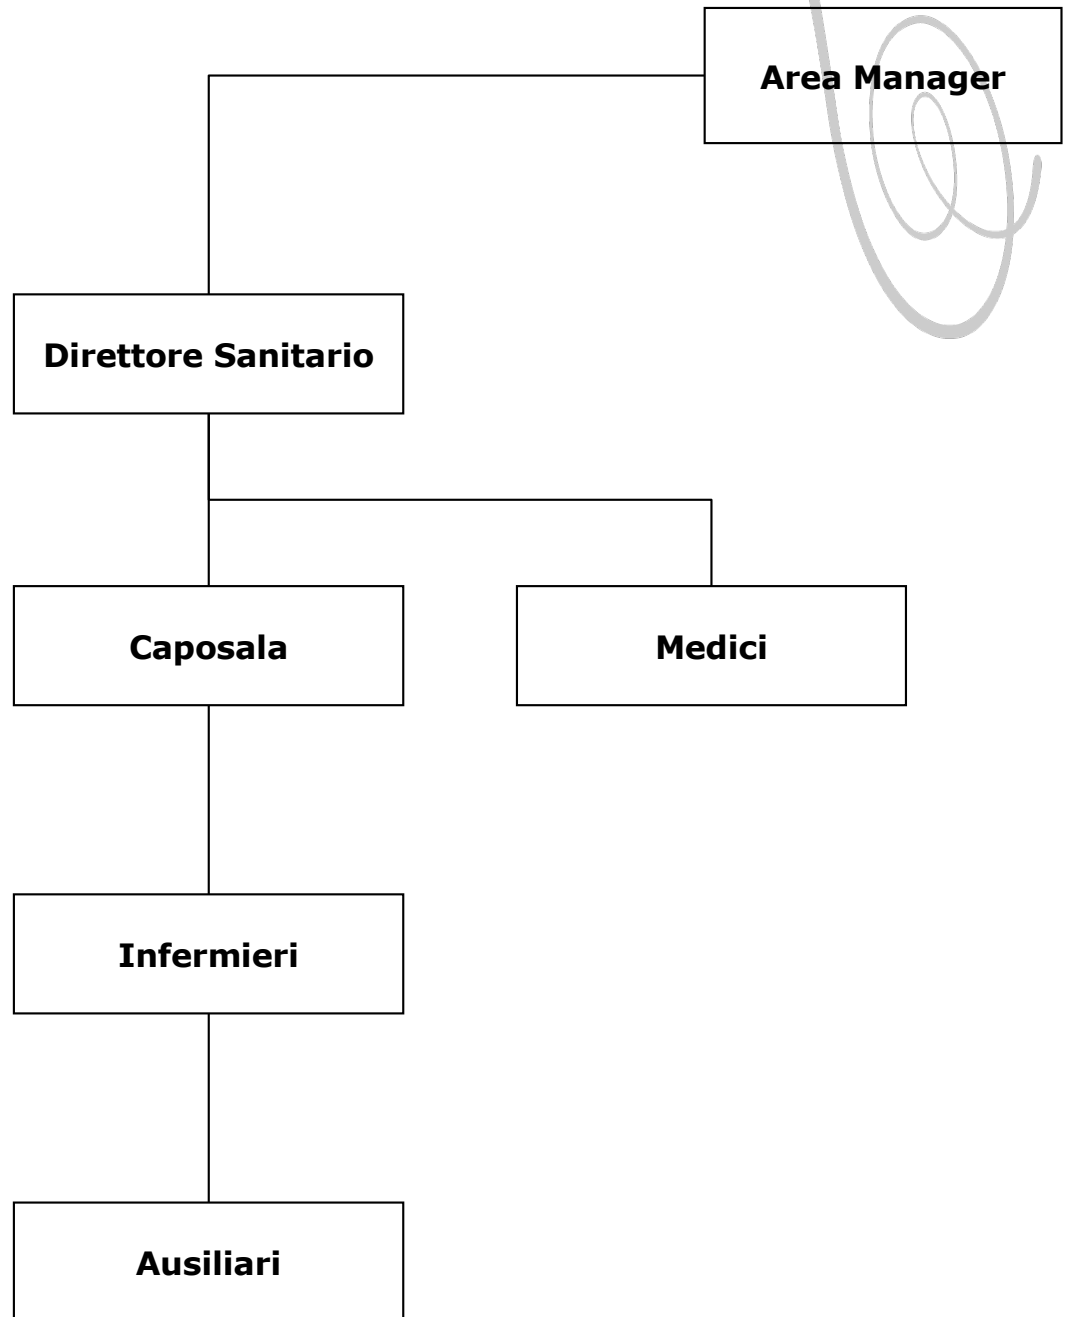 Area Manager
Direttore Sanitario
Caposala
Medici
Infermieri
Ausiliari